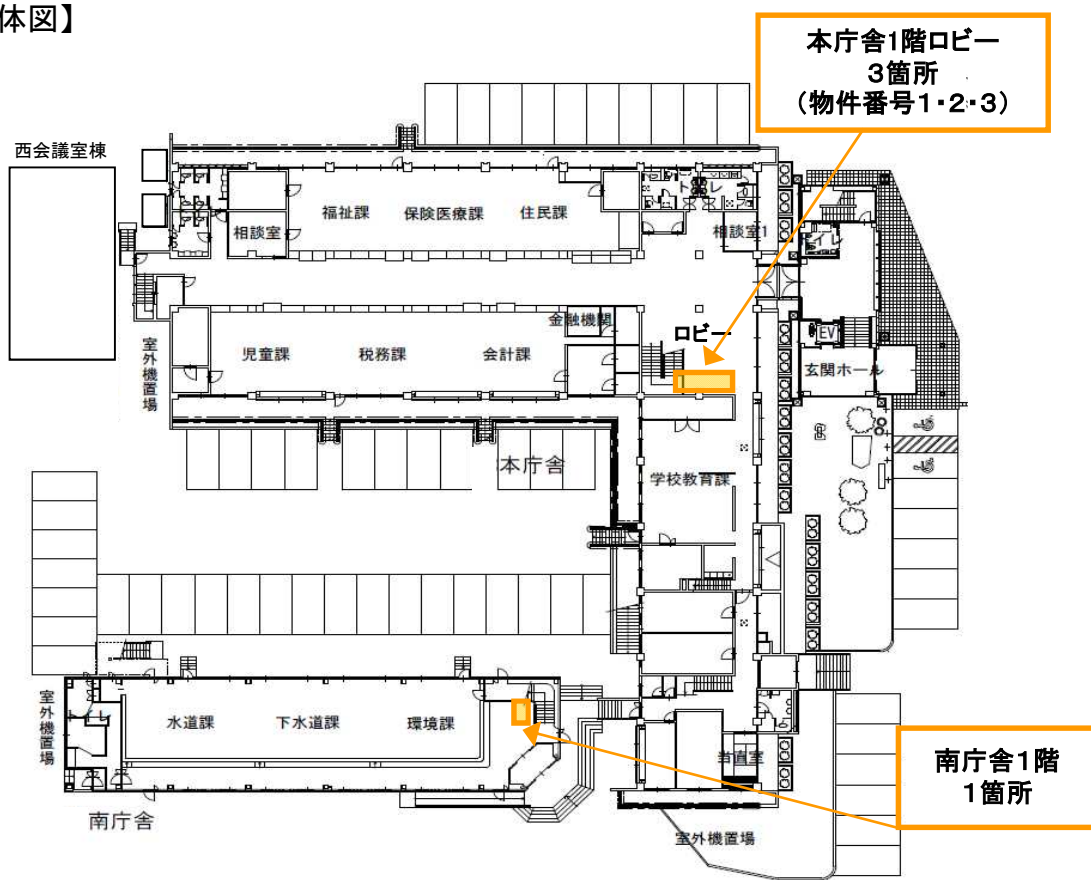 体図】
本庁舎1階ロビー
3箇所
（物件番号1・2・3）
西会議室棟
福祉課
保険医療課
住民課
トイレ
相談室
相談室1
トイレ
金融機関
ロビー
EV
児童課
税務課
会計課
玄関ホール
室外機置場
本庁舎
学校教育課
室外機置場
トイレ
水道課
下水道課
環境課
当直室
南庁舎1階
1箇所
南庁舎
室外機置場